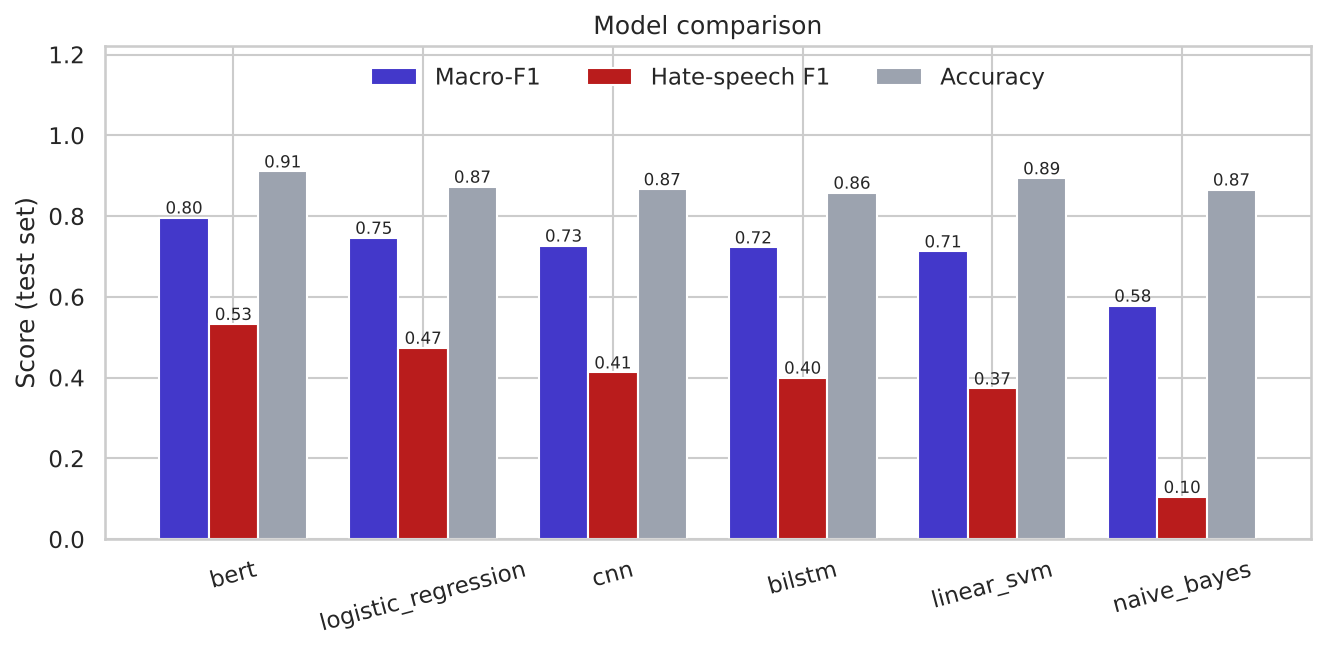 Model comparison
Macro-F1 Hate-speech F1 Accuracy
Score (test set)
1.2
1.0
0.8
0.6
0.4
0.2
0.0
0.80 0.53 0.91
0.75 0.47 0.87
0.73 0.41 0.87
0.72 0.40 0.86
0.71 0.37 0.89
0.58 0.10 0.87
bert
logistic_regression
cnn
bilstm
linear_svm
naive_bayes